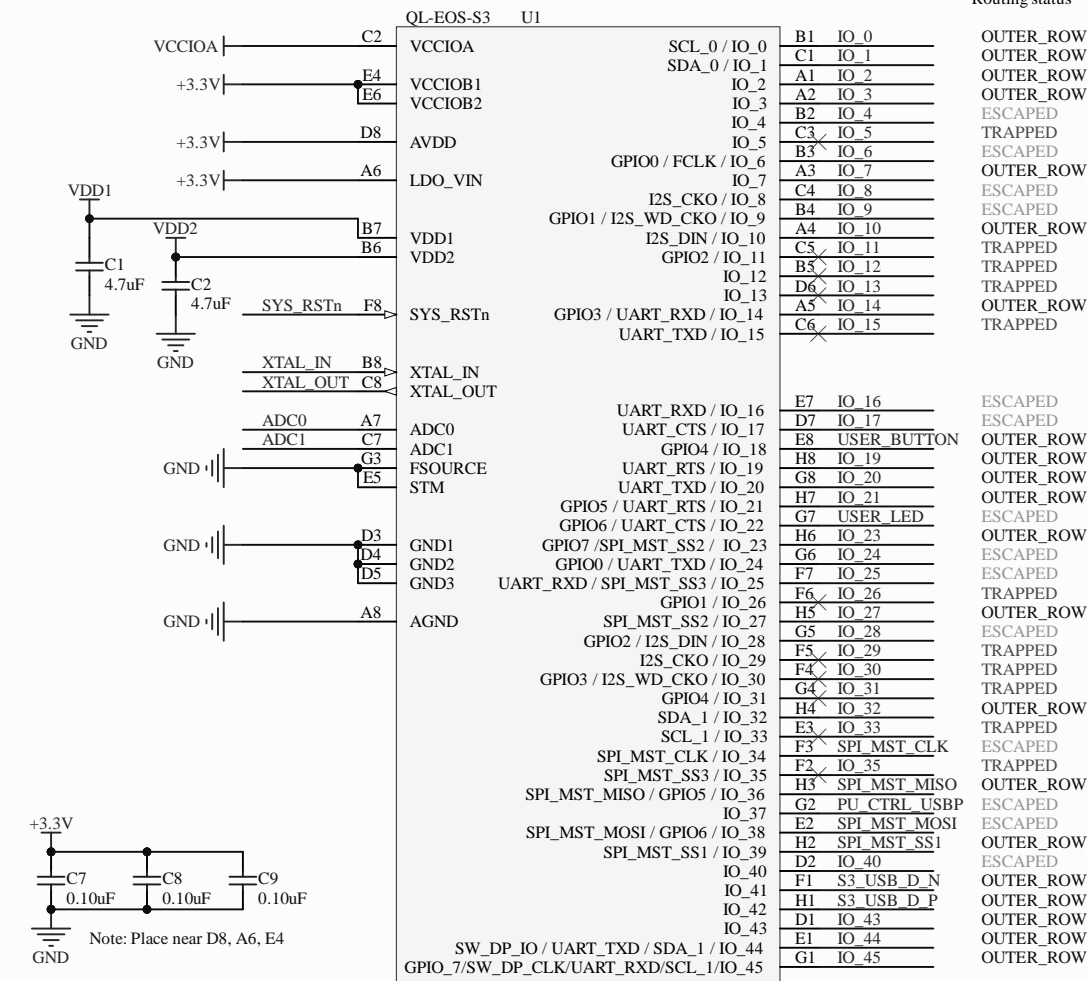 Routing status
QL-EOS-S3 U1
VCCIOA C2 VCCIOA SCL_0 / IO_0 B1 IO_0 OUTER_ROW
SDA_0 / IO_1 C1 IO_1 OUTER_ROW
+3.3V E4 VCCIOB1 IO_2 A1 IO_2 OUTER_ROW
E6 VCCIOB2 IO_3 A2 IO_3 OUTER_ROW
IO_4 B2 IO_4 ESCAPED
+3.3V D8 AVDD IO_5 C3 IO_5 TRAPPED
GPIO0 / FCLK / IO_6 B3 IO_6 ESCAPED
+3.3V A6 LDO_VIN IO_7 A3 IO_7 OUTER_ROW
VDD1 I2S_CKO / IO_8 C4 IO_8 ESCAPED
GPIO1 / I2S_WD_CKO / IO_9 B4 IO_9 ESCAPED
VDD2 B7 VDD1 I2S_DIN / IO_10 A4 IO_10 OUTER_ROW
B6 VDD2 GPIO2 / IO_11 C5 IO_11 TRAPPED
C1 IO_12 B5 IO_12 TRAPPED
4.7uF C2 IO_13 D6 IO_13 TRAPPED
4.7uF SYS_RSTn F8 SYS_RSTn GPIO3 / UART_RXD / IO_14 A5 IO_14 OUTER_ROW
UART_TXD / IO_15 C6 IO_15 TRAPPED
GND
GND
XTAL_IN B8 XTAL_IN
XTAL_OUT C8 XTAL_OUT
UART_RXD / IO_16 E7 IO_16 ESCAPED
ADC0 A7 ADC0 UART_CTS / IO_17 D7 IO_17 ESCAPED
ADC1 C7 ADC1 GPIO4 / IO_18 E8 USER_BUTTON OUTER_ROW
GND G3 FSOURCE UART_RTS / IO_19 H8 IO_19 OUTER_ROW
E5 STM UART_TXD / IO_20 G8 IO_20 OUTER_ROW
GPIO5 / UART_RTS / IO_21 H7 IO_21 OUTER_ROW
GPIO6 / UART_CTS / IO_22 G7 USER_LED ESCAPED
GND D3 GND1 GPIO7 /SPI_MST_SS2 / IO_23 H6 IO_23 OUTER_ROW
D4 GND2 GPIO0 / UART_TXD / IO_24 G6 IO_24 ESCAPED
D5 GND3 UART_RXD / SPI_MST_SS3 / IO_25 F7 IO_25 ESCAPED
GPIO1 / IO_26 F6 IO_26 TRAPPED
GND A8 AGND SPI_MST_SS2 / IO_27 H5 IO_27 OUTER_ROW
GPIO2 / I2S_DIN / IO_28 G5 IO_28 ESCAPED
I2S_CKO / IO_29 F5 IO_29 TRAPPED
GPIO3 / I2S_WD_CKO / IO_30 F4 IO_30 TRAPPED
GPIO4 / IO_31 G4 IO_31 TRAPPED
SDA_1 / IO_32 H4 IO_32 OUTER_ROW
SCL_1 / IO_33 E3 IO_33 TRAPPED
SPI_MST_CLK / IO_34 F3 SPI_MST_CLK ESCAPED
SPI_MST_SS3 / IO_35 F2 IO_35 TRAPPED
SPI_MST_MISO / GPIO5 / IO_36 H3 SPI_MST_MISO OUTER_ROW
IO_37 G2 PU_CTRL_USBP ESCAPED
+3.3V SPI_MST_MOSI / GPIO6 / IO_38 E2 SPI_MST_MOSI ESCAPED
SPI_MST_SS1 / IO_39 H2 SPI_MST_SS1 OUTER_ROW
C7 C8 C9 IO_40 D2 IO_40 ESCAPED
0.10uF 0.10uF 0.10uF IO_41 F1 S3_USB_D_N OUTER_ROW
IO_42 H1 S3_USB_D_P OUTER_ROW
IO_43 D1 IO_43 OUTER_ROW
GND Note: Place near D8, A6, E4 SW_DP_IO / UART_TXD / SDA_1 / IO_44 E1 IO_44 OUTER_ROW
GPIO_7/SW_DP_CLK/UART_RXD/SCL_1/IO_45 G1 IO_45 OUTER_ROW